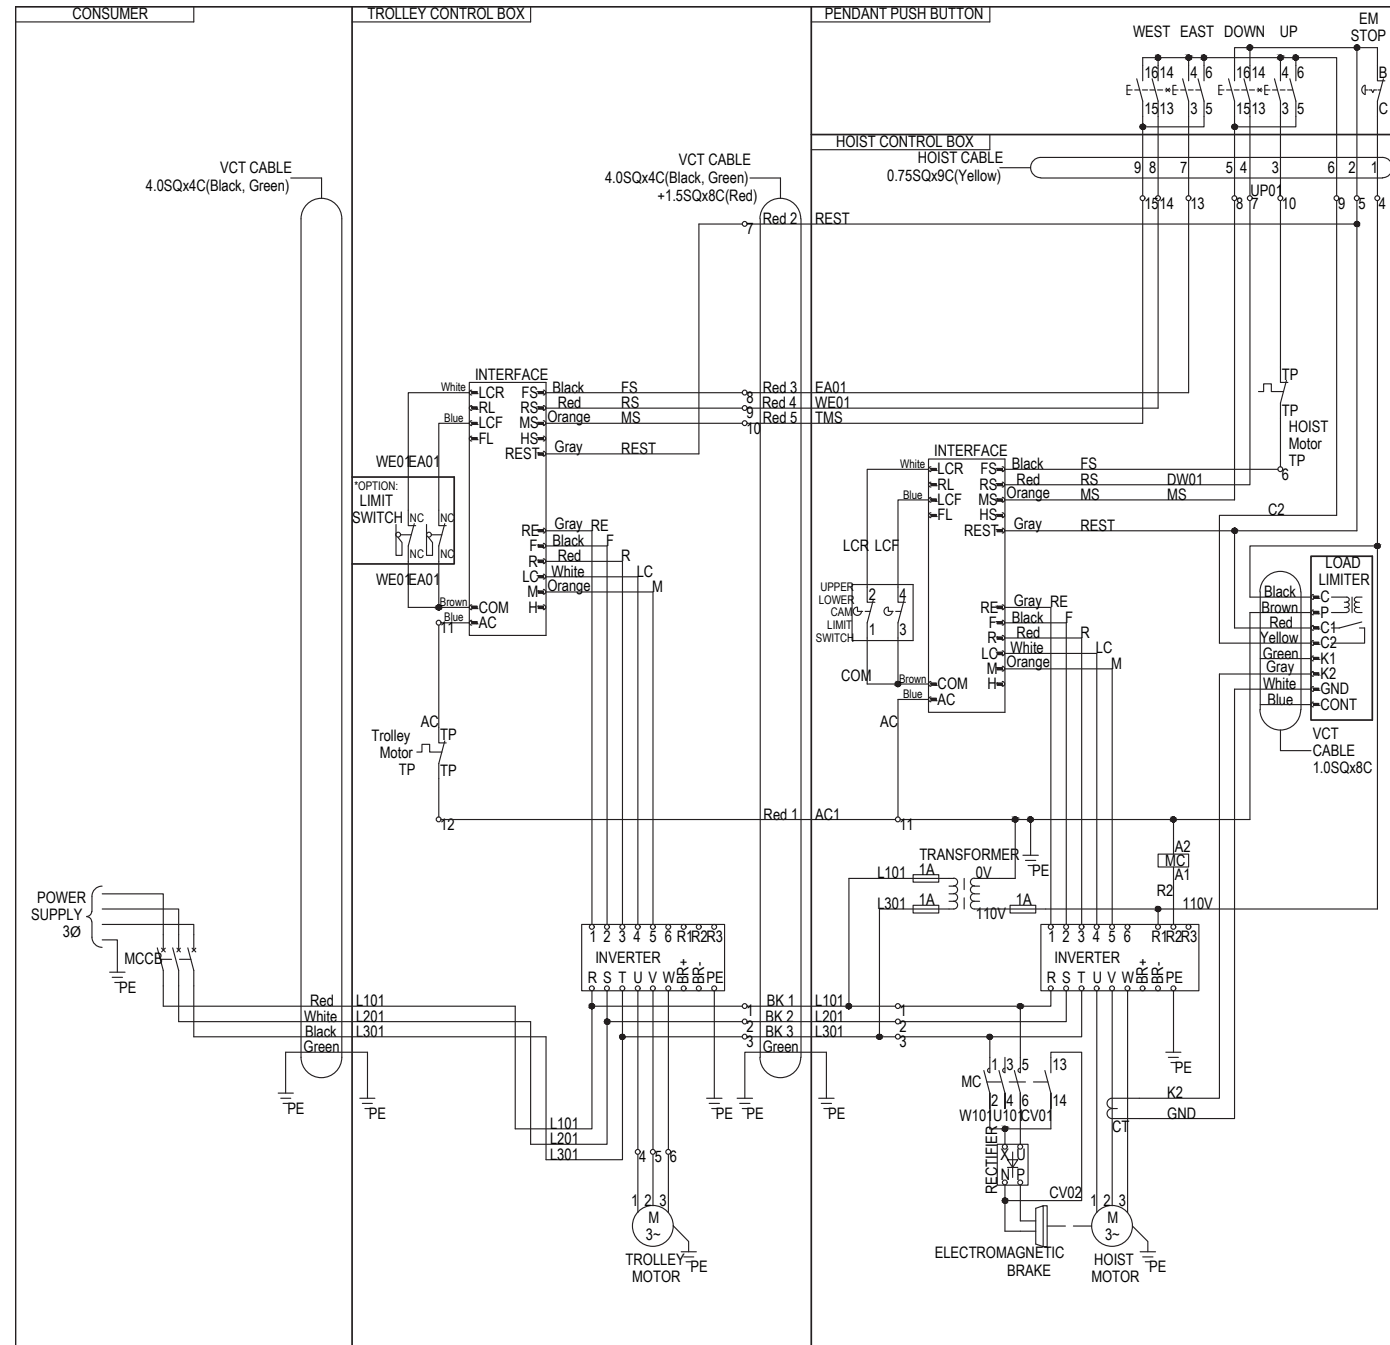 CONSUMER
TROLLEY CONTROL BOX
PENDANT PUSH BUTTON
EM
STOP
WEST EAST DOWN UP
16 14 4 6 16 14 4 6 B
15 13 3 5 15 13 3 5 C
HOIST CONTROL BOX
HOIST CABLE
0.75SQx9C(Yellow)
9 8 7 5 4 3 6 2 1
UP01
15 14 13 8 7 10 9 5 4
VCT CABLE
4.0SQx4C(Black, Green)
VCT CABLE
4.0SQx4C(Black, Green)
+1.5SQx8C(Red)
7 Red 2 REST
INTERFACE
White LCR FS Black FS 8 Red 3 EA01
RL RS Red RS 9 Red 4 WE01
Blue LCF MS Orange MS 10 Red 5 TMS
FL HS
REST Gray REST
WE01 EA01
*OPTION:
LIMIT
SWITCH
NC NC
NC NC
WE01 EA01
RE Gray RE
F Black F
R Red R
LC White LC
M Orange M
Brown COM H
11 Blue AC
TP
TP
HOIST
Motor
TP
6
INTERFACE
White LCR FS Black FS
RL RS Red RS DW01
Blue LCF MS Orange MS MS
FL HS
REST Gray REST
C2
LCR LCF
UPPER
LOWER
CAM
LIMIT
SWITCH
2 4
1 3
COM
RE Gray RE
F Black F
R Red R
LC White LC
M Orange M
Brown COM H
Blue AC
AC
LOAD
LIMITER
Black C
Brown P
Red C1
Yellow C2
Green K1
Gray K2
White GND
Blue CONT
VCT
CABLE
1.0SQx8C
AC
Trolley
Motor
TP
TP
TP
12 Red 1 AC1 11
TRANSFORMER
L101 1A 0V
L301 1A 110V 1A
PE
A2
MC
A1
R2
110V
POWER
SUPPLY
3Ø
MCCB
PE
1 2 3 4 5 6 R1 R2 R3
INVERTER
R S T U V W BR+ BR- PE
1 2 3 4 5 6 R1 R2 R3
INVERTER
R S T U V W BR+ BR- PE
Red L101
White L201
Black L301
Green
PE PE
1 BK 1 L101 1
2 BK 2 L201 2
3 BK 3 L301 3
Green
PE PE PE
PE
MC
1 3 5 13
2 4 6 14
W101 U101 CV01
K2
GND
CT
L101
L201
L301
4 5 6
RECTIFIER
X U
N P
CV02
1 2 3
M
3~
PE
TROLLEY
MOTOR
1 2 3
M
3~
PE
ELECTROMAGNETIC
BRAKE
HOIST
MOTOR